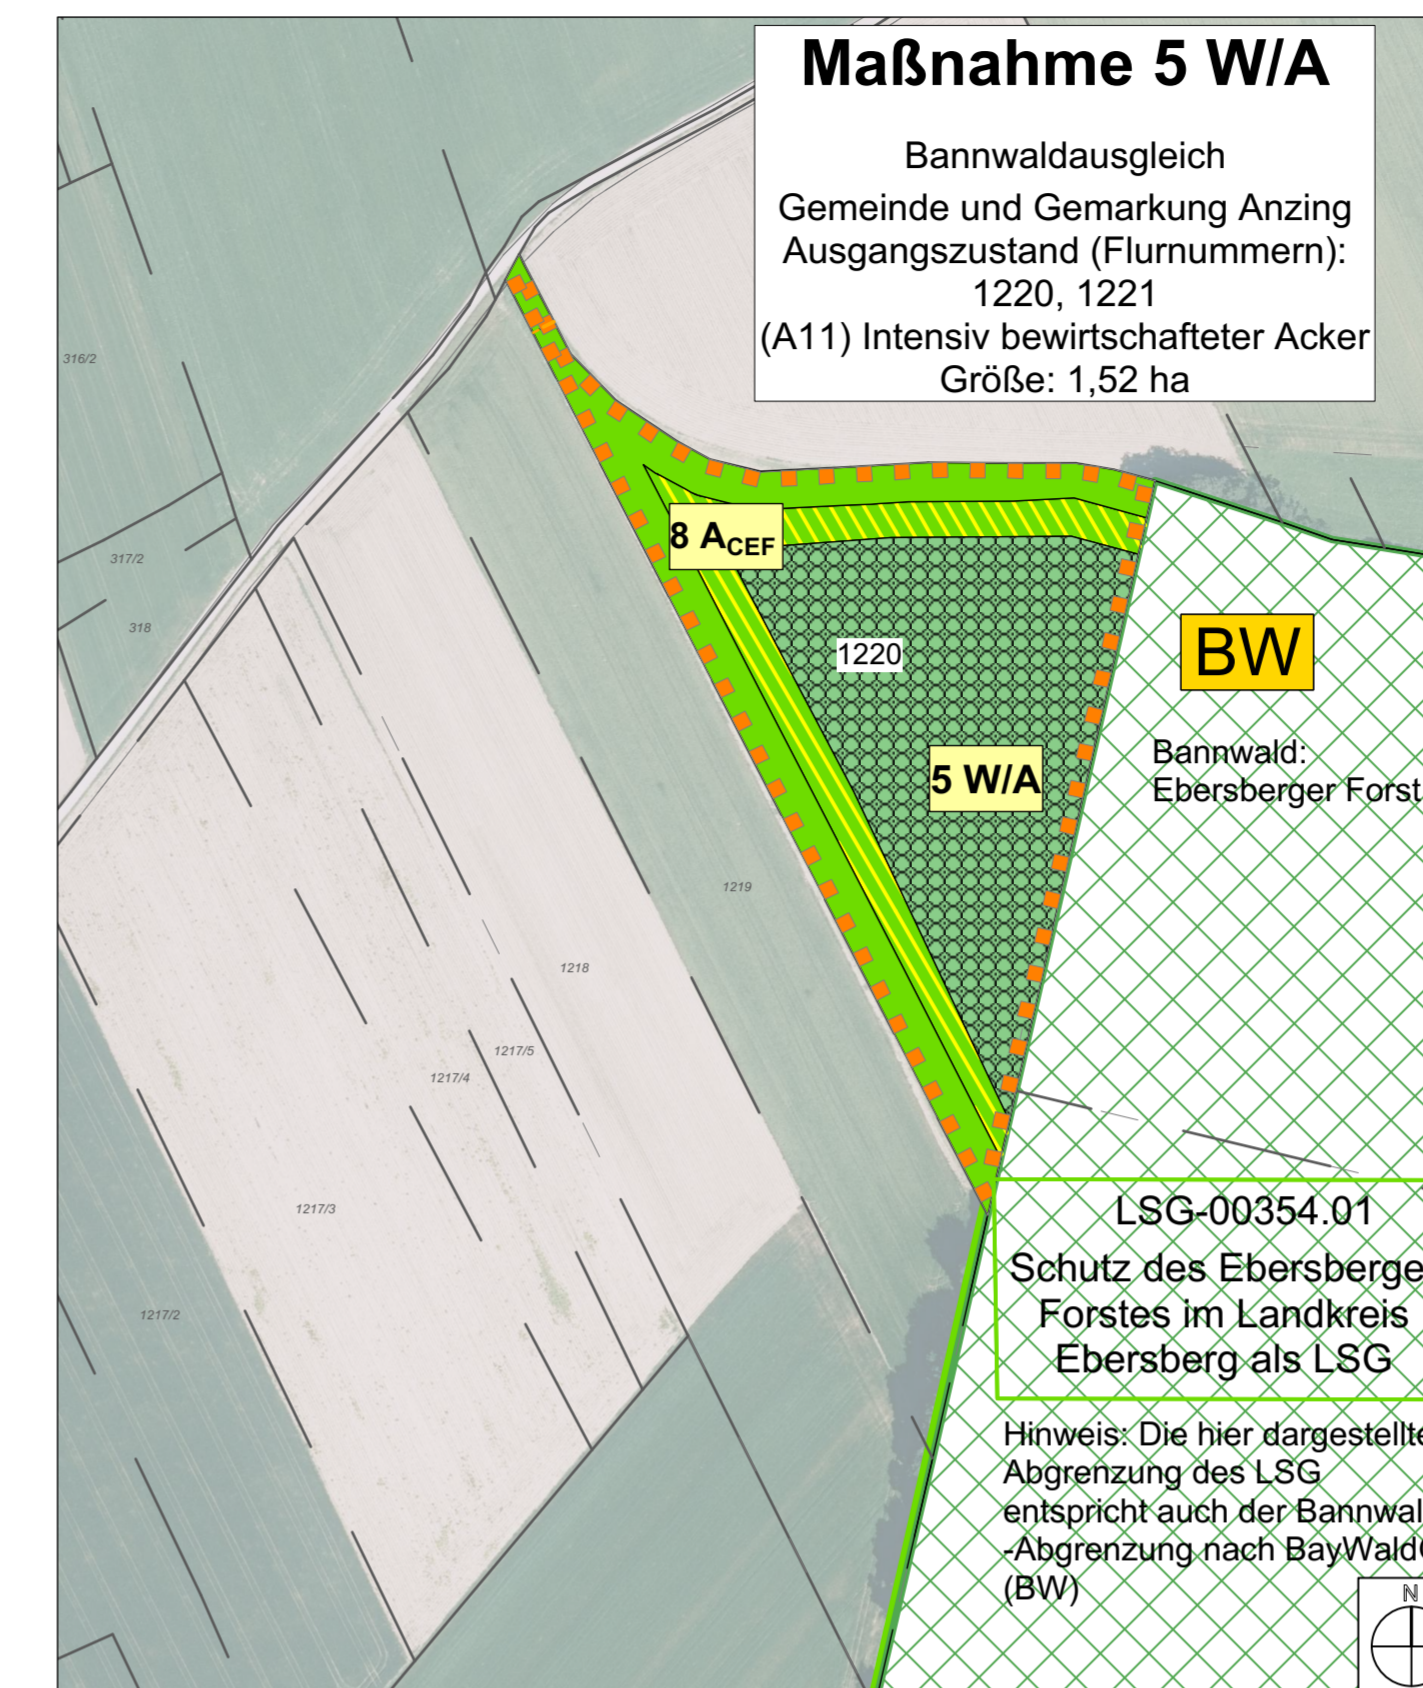 Maßnahme 5 W/A
Bannwaldausgleich
Gemeinde und Gemarkung Anzing
Ausgangszustand (Flurnummern):
1220, 1221
(A11) Intensiv bewirtschafteter Acker
Größe: 1,52 ha
316/2
317/2
318
8 ACEF
1220
BW
Bannwald:
Ebersberger Forst
5 W/A
1219
1218
1217/5
1217/4
1217/3
1217/2
LSG-00354.01
Schutz des Ebersberge
Forstes im Landkreis
Ebersberg als LSG
Hinweis: Die hier dargestellte
Abgrenzung des LSG
entspricht auch der Bannwal
-Abgrenzung nach BayWaldG
(BW)
N